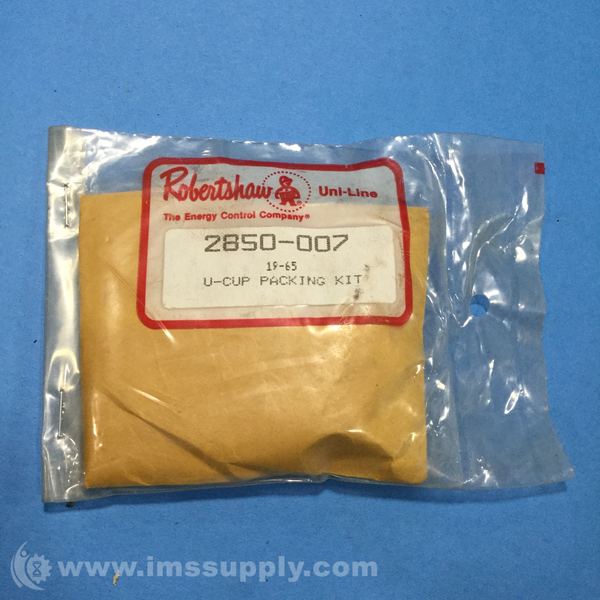 Robertshaw Uni-Line
The Energy Control Company®
2850-007
19-65
U-CUP PACKING KIT
www.imssupply.com